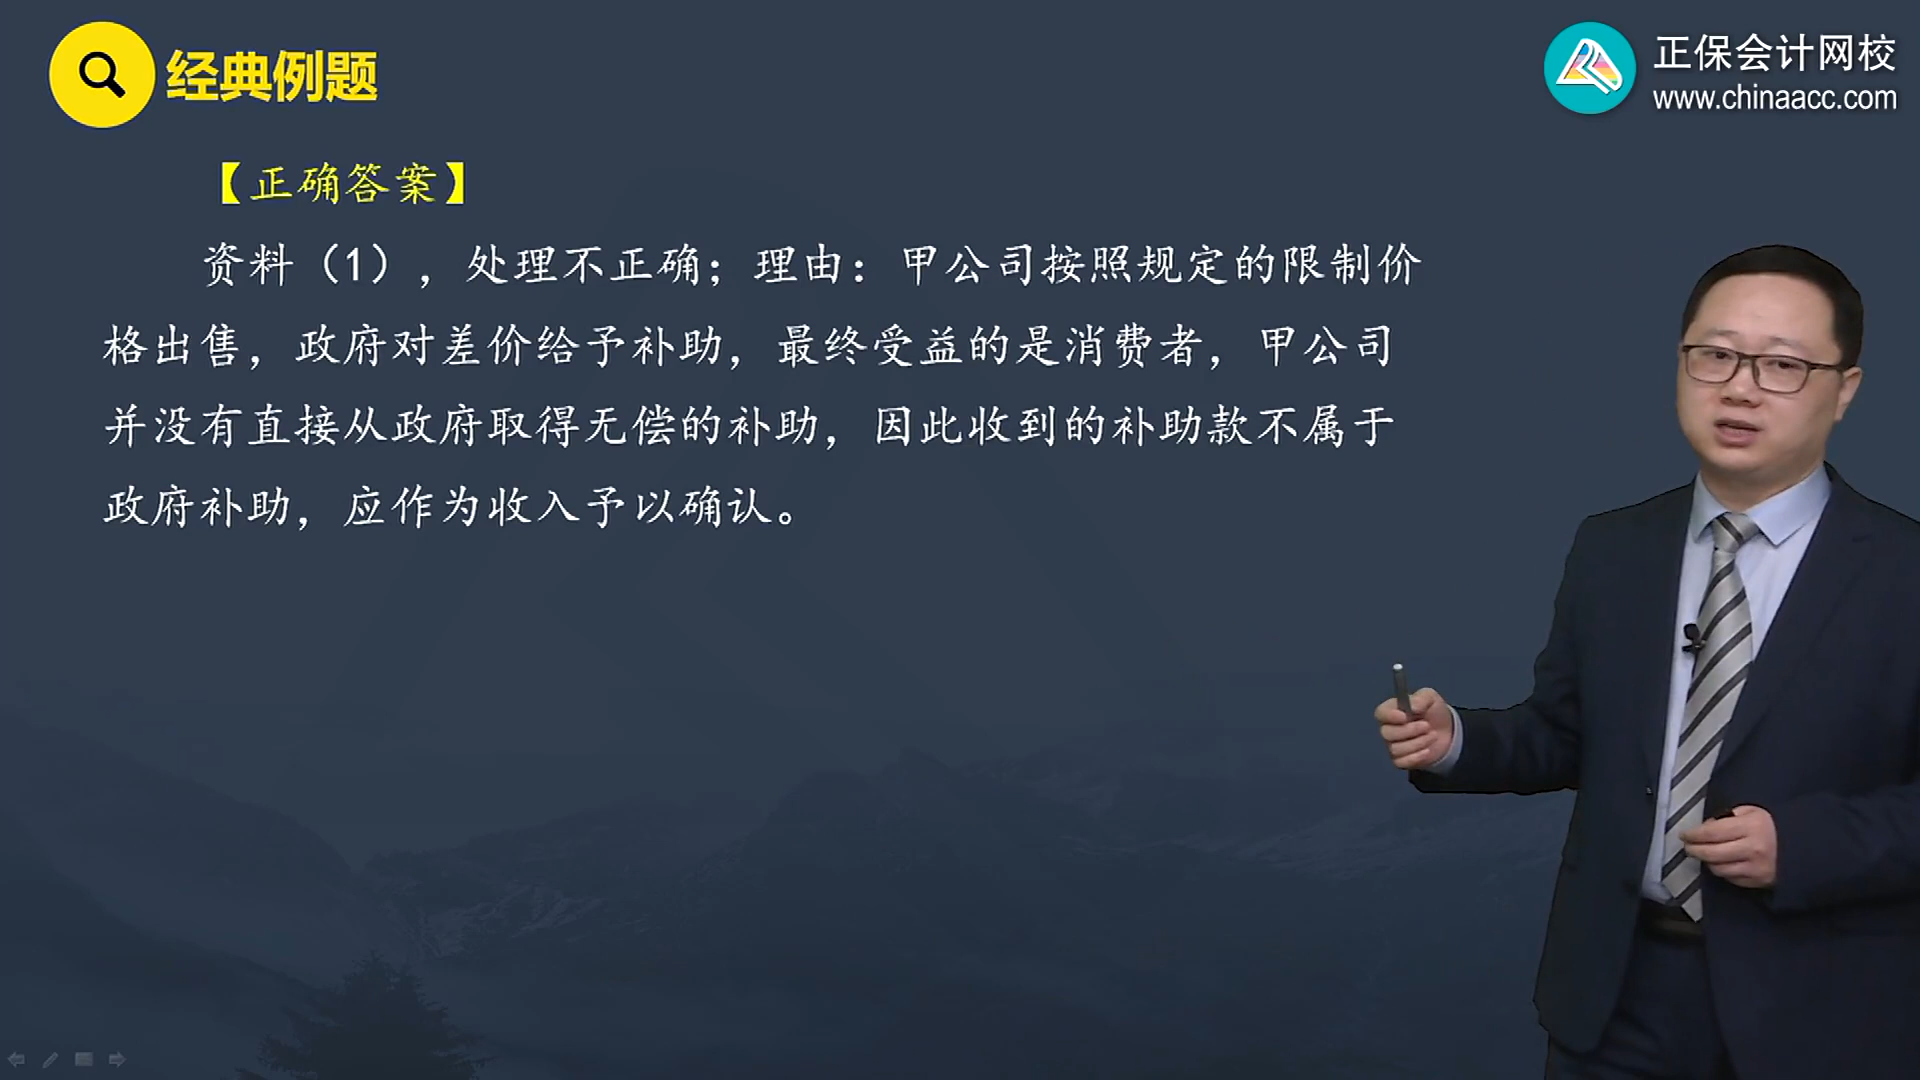 经典例题
正保会计网校
www.chinaacc.com
【正确答案】
资料（1），处理不正确；理由：甲公司按照规定的限制价
格出售，政府对差价给予补助，最终受益的是消费者，甲公司
并没有直接从政府取得无偿的补助，因此收到的补助款不属于
政府补助，应作为收入予以确认。